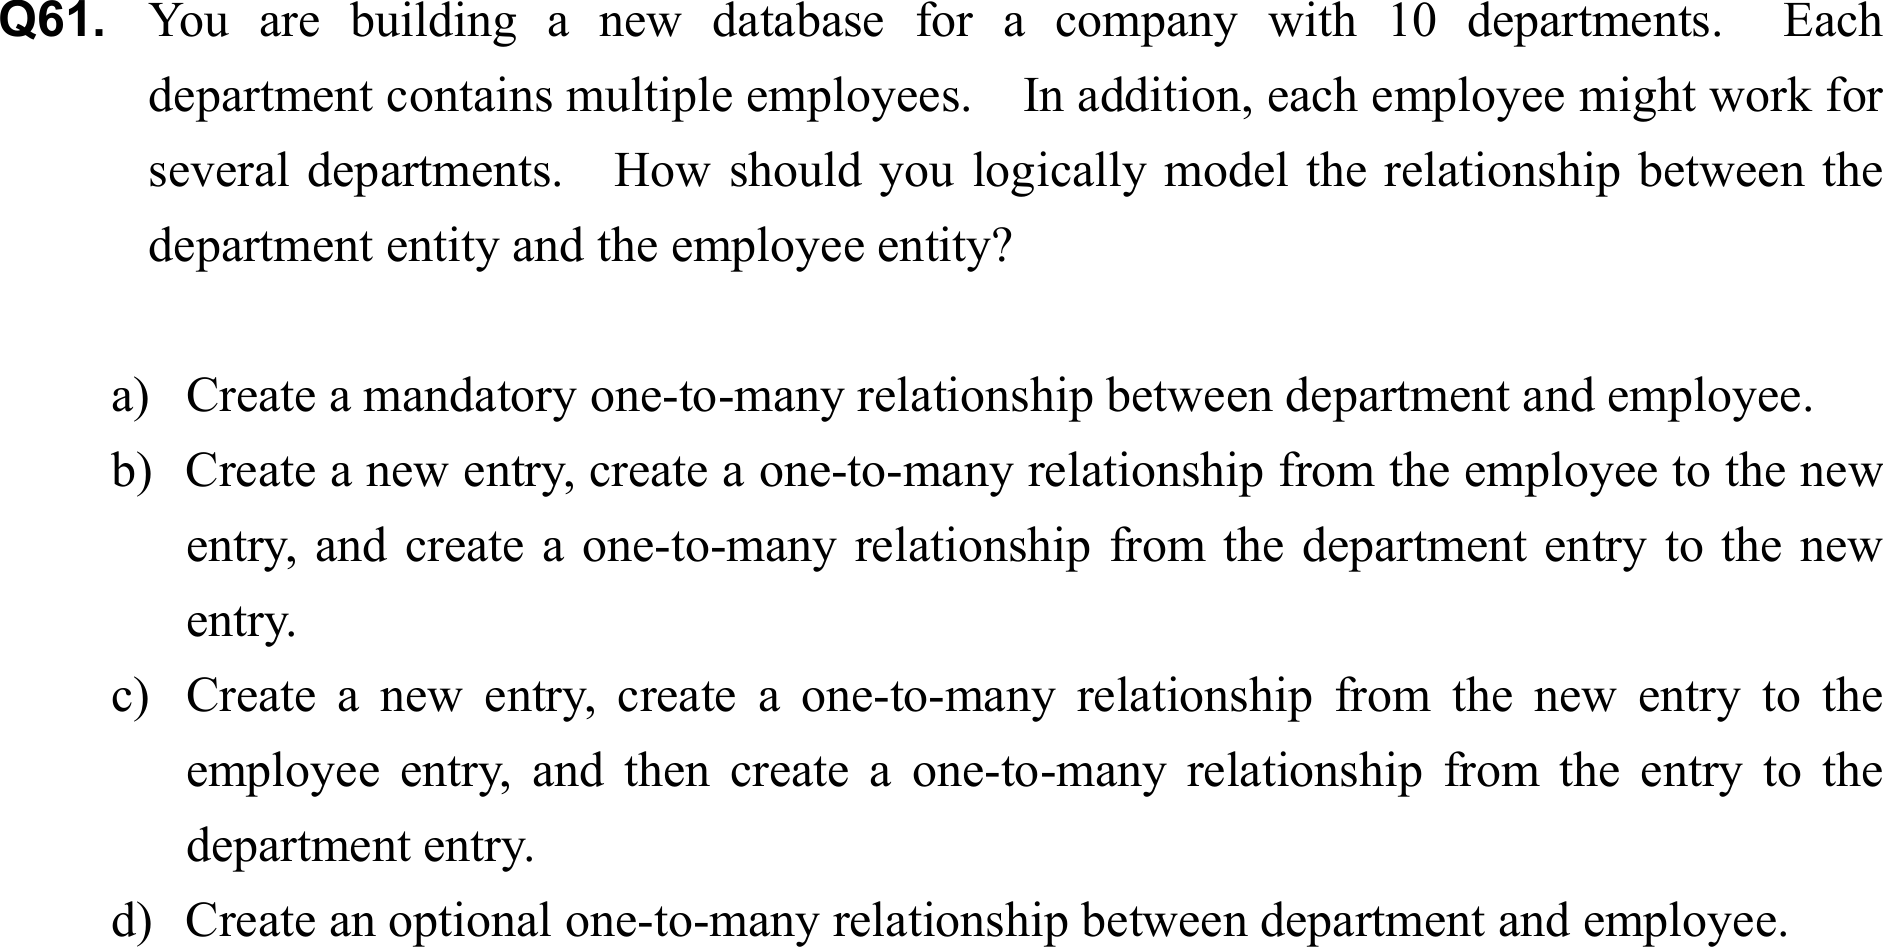 Q61. You are building a new database for a company with 10 departments. Each
department contains multiple employees. In addition, each employee might work for
several departments. How should you logically model the relationship between the
department entity and the employee entity?
a) Create a mandatory one-to-many relationship between department and employee.
b) Create a new entry, create a one-to-many relationship from the employee to the new
entry, and create a one-to-many relationship from the department entry to the new
entry.
c) Create a new entry, create a one-to-many relationship from the new entry to the
employee entry, and then create a one-to-many relationship from the entry to the
department entry.
d) Create an optional one-to-many relationship between department and employee.